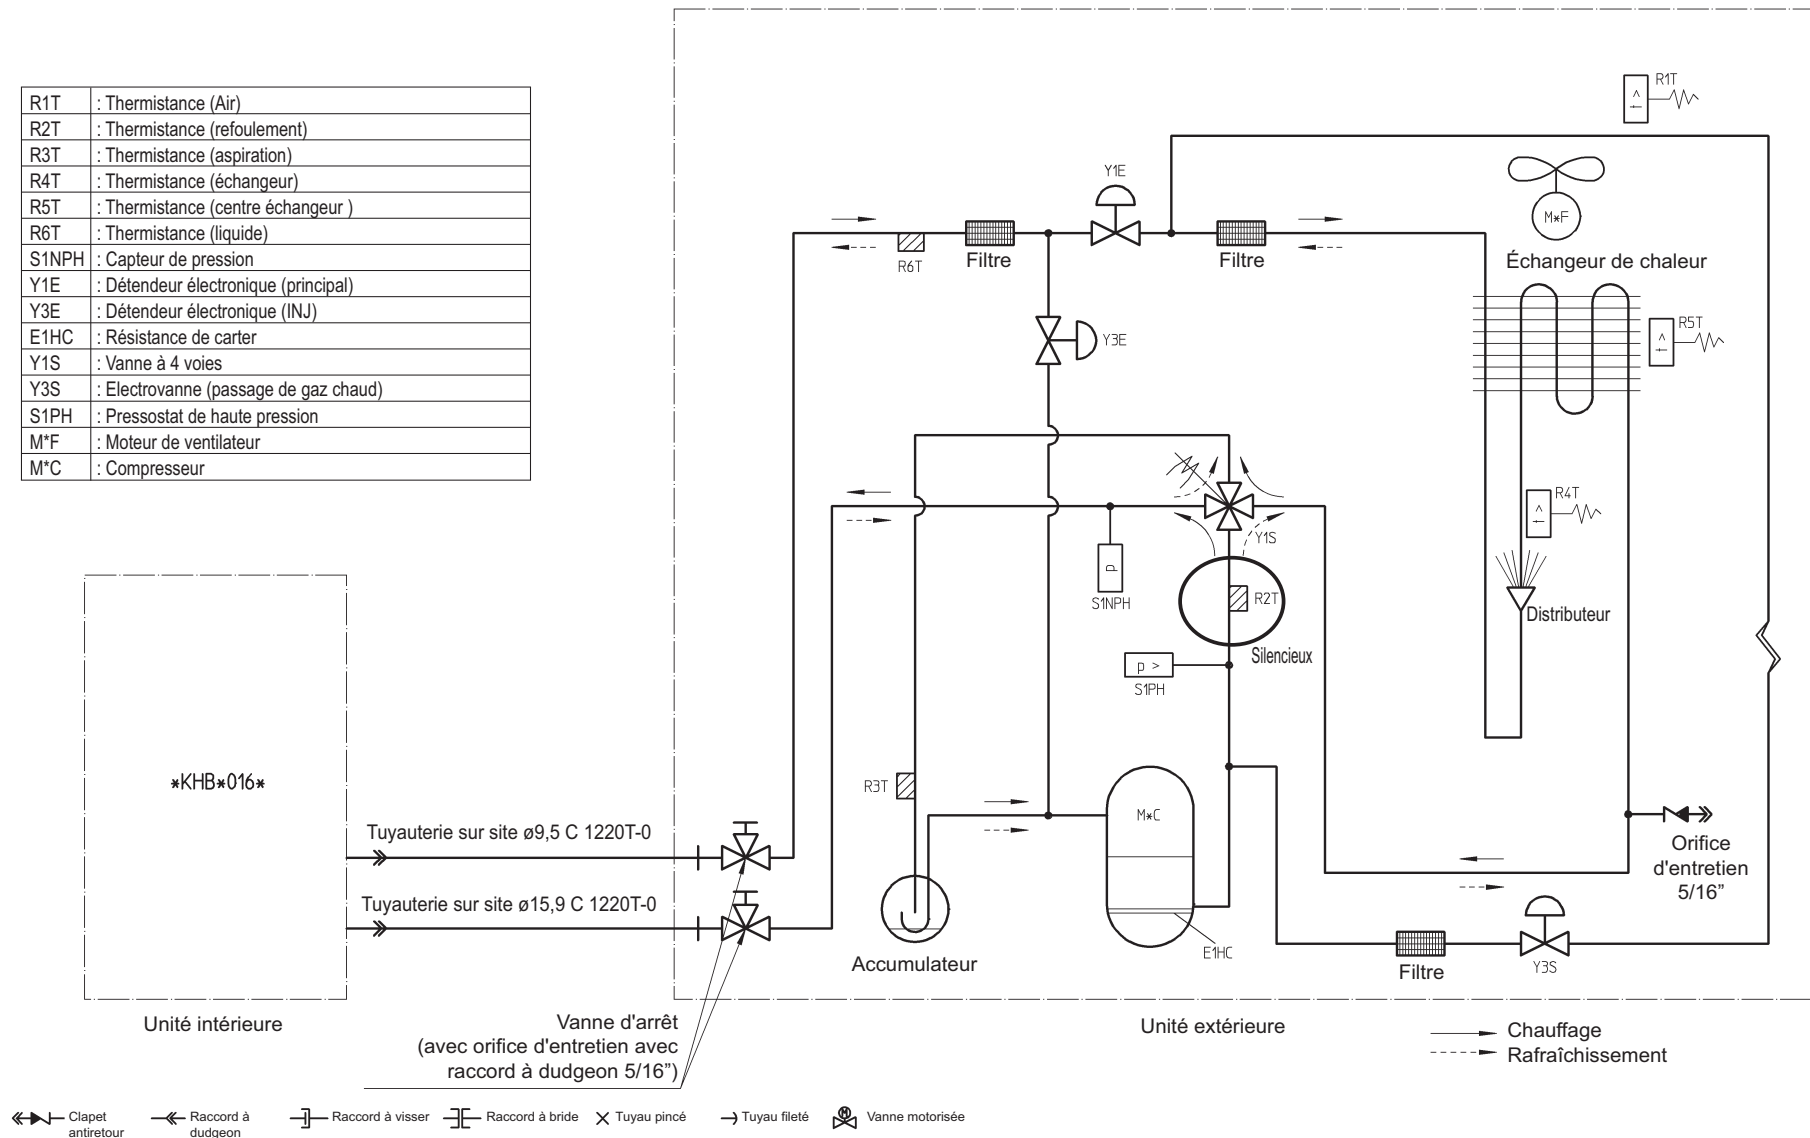 R1T : Thermistance (Air)
R2T : Thermistance (refoulement)
R3T : Thermistance (aspiration)
R4T : Thermistance (échangeur)
R5T : Thermistance (centre échangeur )
R6T : Thermistance (liquide)
S1NPH : Capteur de pression
Y1E : Détendeur électronique (principal)
Y3E : Détendeur électronique (INJ)
E1HC : Résistance de carter
Y1S : Vanne à 4 voies
Y3S : Electrovanne (passage de gaz chaud)
S1PH : Pressostat de haute pression
M*F : Moteur de ventilateur
M*C : Compresseur
R1T
t >
Y1E
M*F
R6T
Filtre
Filtre
Échangeur de chaleur
Y3E
R5T
t >
R4T
t >
Y1S
p
S1NPH
R2T
Distributeur
Silencieux
p >
S1PH
*KHB*016*
R3T
M*C
Tuyauterie sur site ø9,5 C 1220T-0
Orifice
d'entretien
5/16”
Tuyauterie sur site ø15,9 C 1220T-0
E1HC
Accumulateur
Filtre
Y3S
Unité intérieure
Vanne d'arrêt
(avec orifice d'entretien avec
raccord à dudgeon 5/16”)
Unité extérieure
Chauffage
Rafraîchissement
Clapet
antiretour
Raccord à
dudgeon
Raccord à visser
Raccord à bride
Tuyau pincé
Tuyau fileté
M
Vanne motorisée